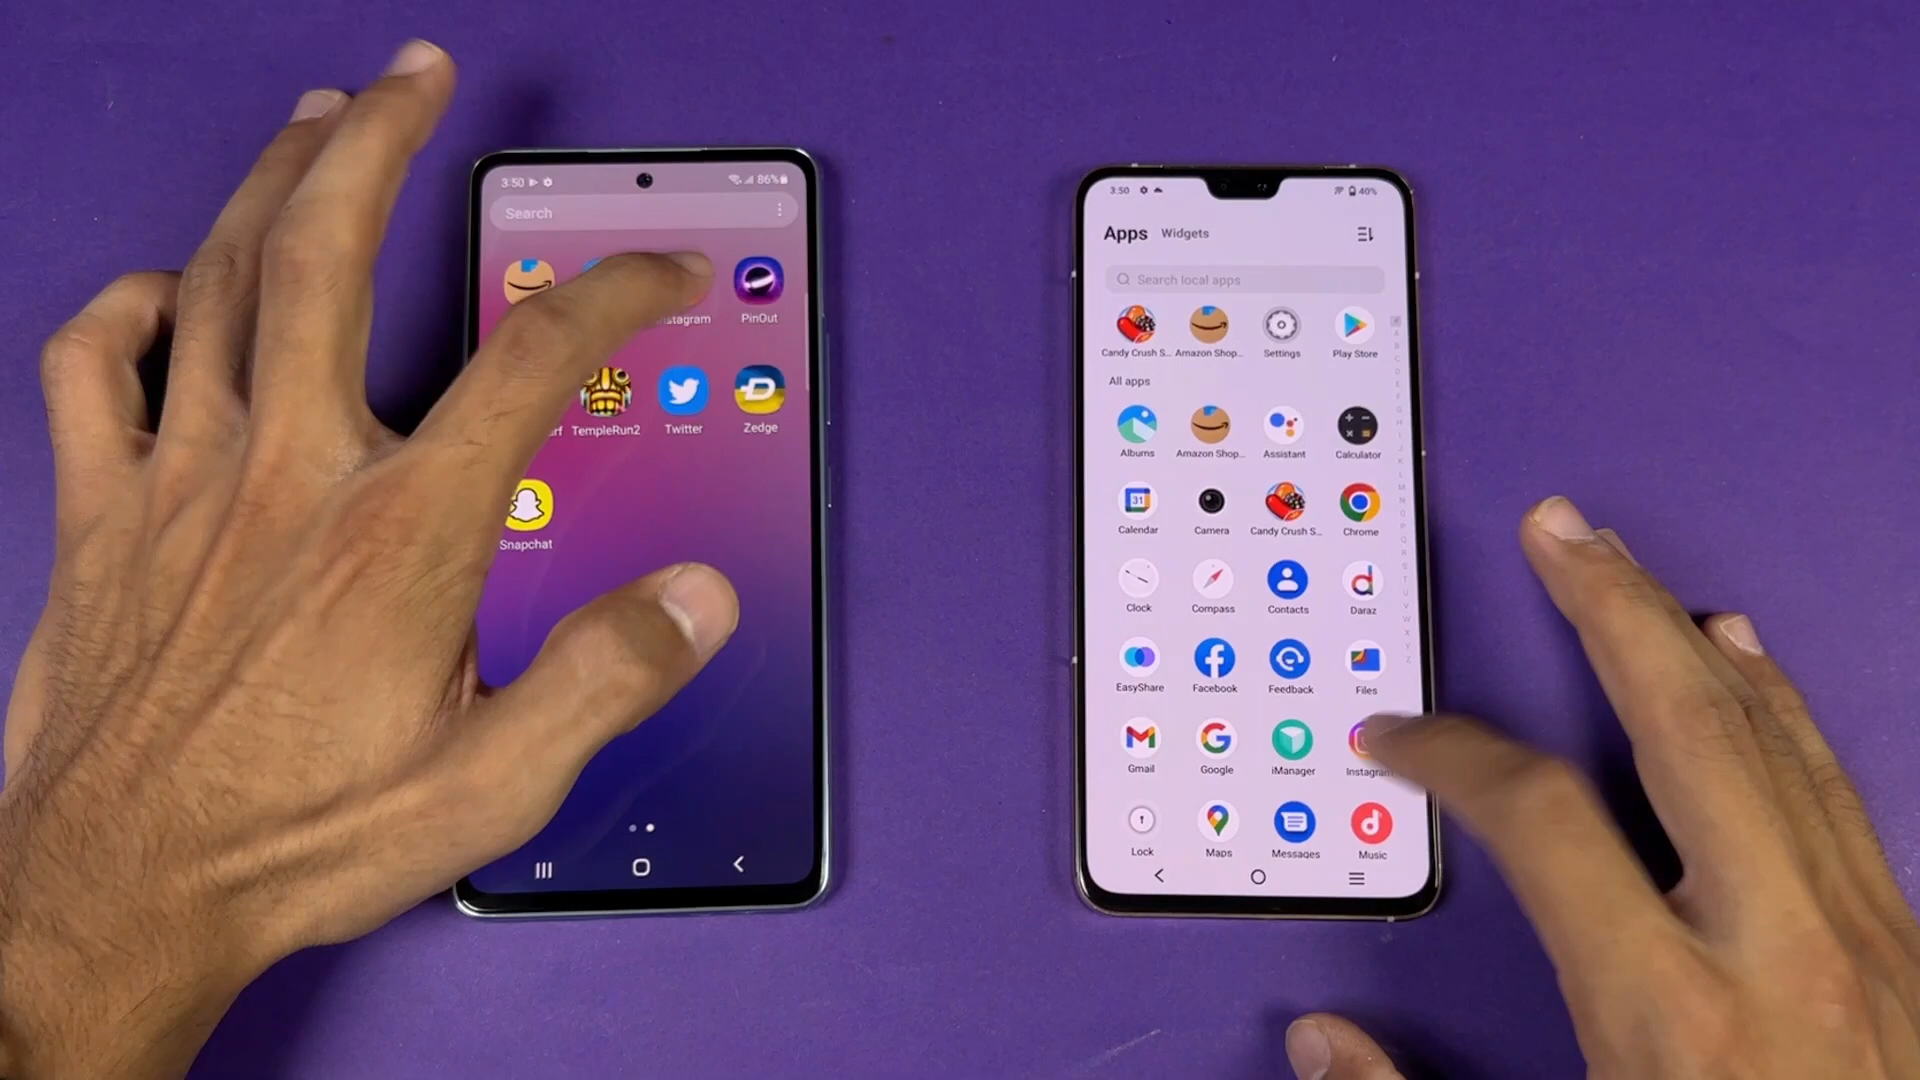 3:50
86%
Search
Instagram
PinOut
TempleRun2
Twitter
Zedge
Snapchat
3:50
40%
Apps Widgets
Search local apps
Candy Crush S... Amazon Shop... Settings Play Store
All apps
Albums Amazon Shop... Assistant Calculator
31
Calendar Camera Candy Crush S... Chrome
Clock Compass Contacts Daraz
EasyShare Facebook Feedback Files
Gmail Google iManager Instagram
Lock Maps Messages Music